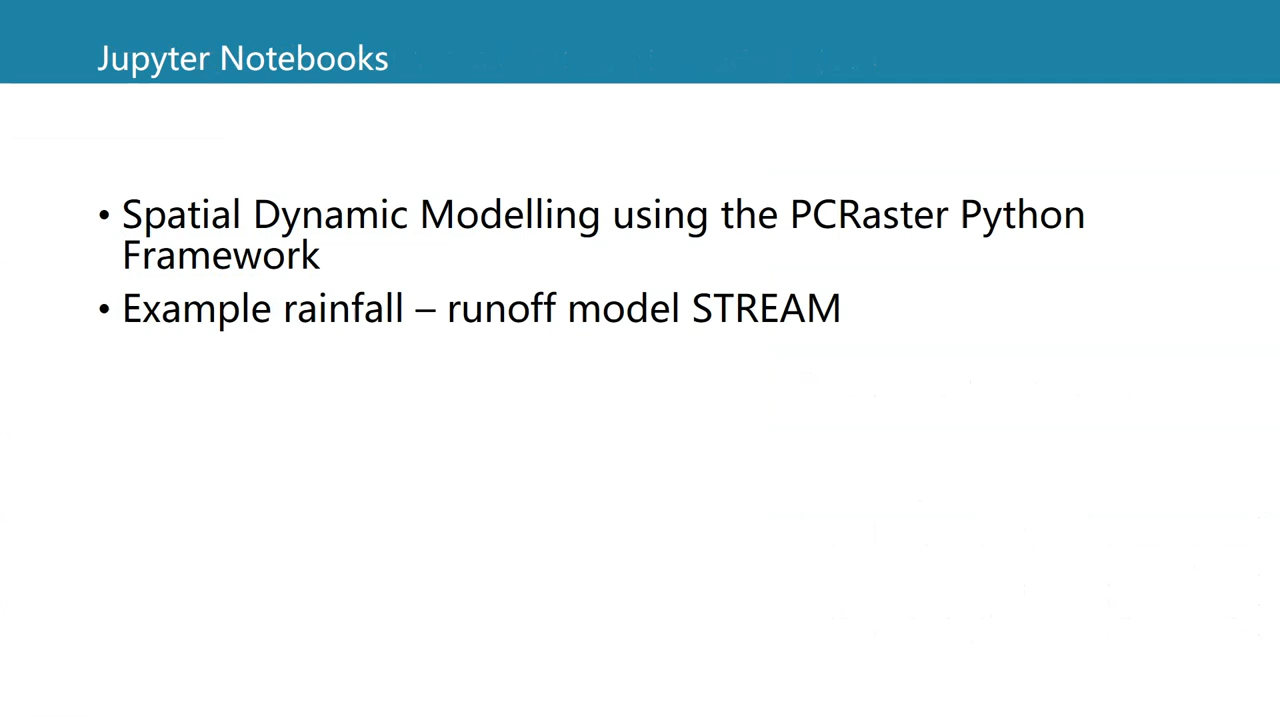 Jupyter Notebooks
• Spatial Dynamic Modelling using the PCRaster Python
Framework
• Example rainfall – runoff model STREAM